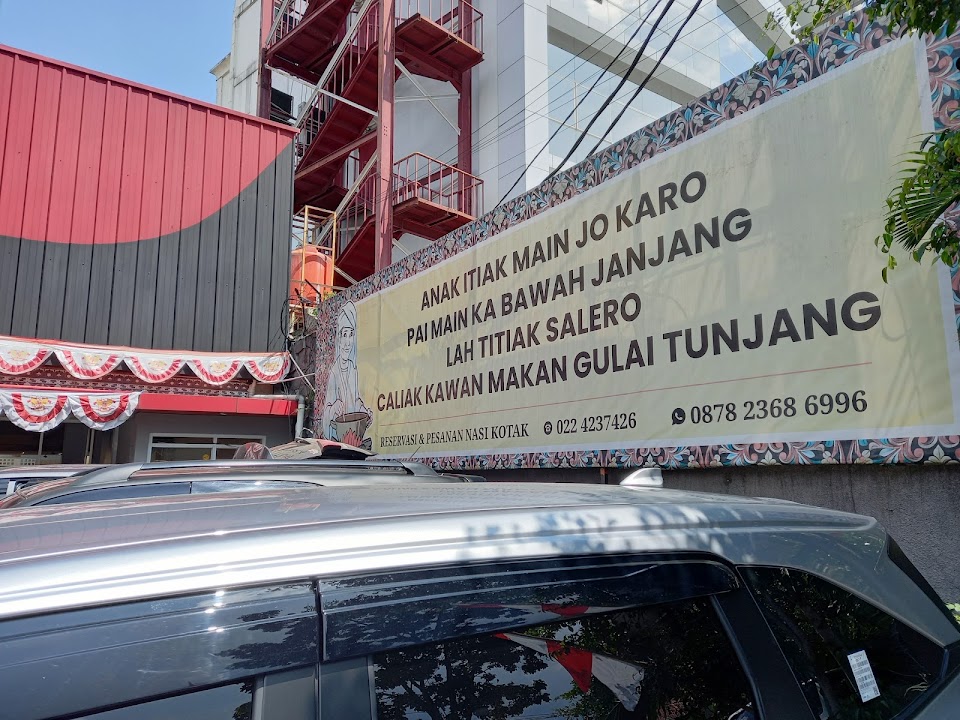 ANAK ITIAK MAIN JO KARO
PAI MAIN KA BAWAH JANJANG
LAH TITIAK SALERO
CALIAK KAWAN MAKAN GULAI TUNJANG
RESERVASI & PESANAN NASI KOTAK 022 4237426 0878 2368 6996